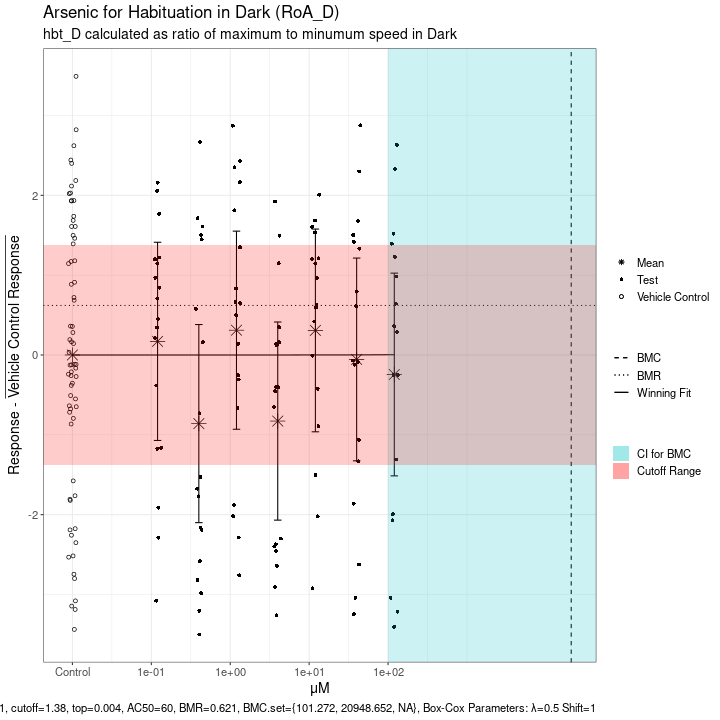 Arsenic for Habituation in Dark (RoA_D)
hbt_D calculated as ratio of maximum to minumum speed in Dark
Response - Vehicle Control Response
2
0
-2
Control
1e-01
1e+00
1e+01
1e+02
μM
Mean
Test
Vehicle Control
BMC
BMR
Winning Fit
CI for BMC
Cutoff Range
1, cutoff=1.38, top=0.004, AC50=60, BMR=0.621, BMC.set={101.272, 20948.652, NA}, Box-Cox Parameters: λ=0.5 Shift=1